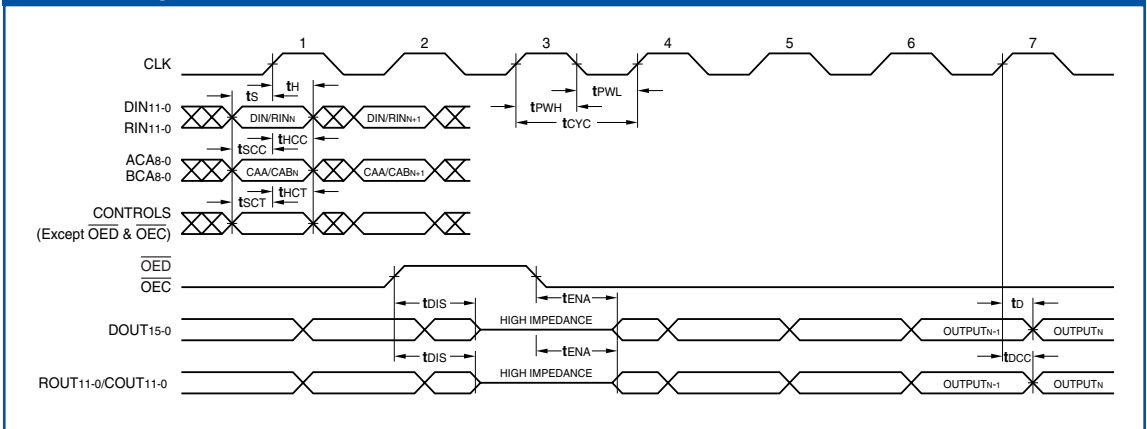 1 2 3 4 5 6 7
CLK
tS tH
tPWH tPWL
tCYC
DIN11-0
RIN11-0
DIN/RINN DIN/RINN+1
tSCC tHCC
ACA8-0
BCA8-0
CAA/CABN CAA/CABN+1
tSCT tHCT
CONTROLS
(Except OED & OEC)
OED
OEC
tDIS tENA tD
DOUT15-0
HIGH IMPEDANCE
OUTPUTN-1 OUTPUTN
tDIS tENA tDCC
ROUT11-0/COUT11-0
HIGH IMPEDANCE
OUTPUTN-1 OUTPUTN